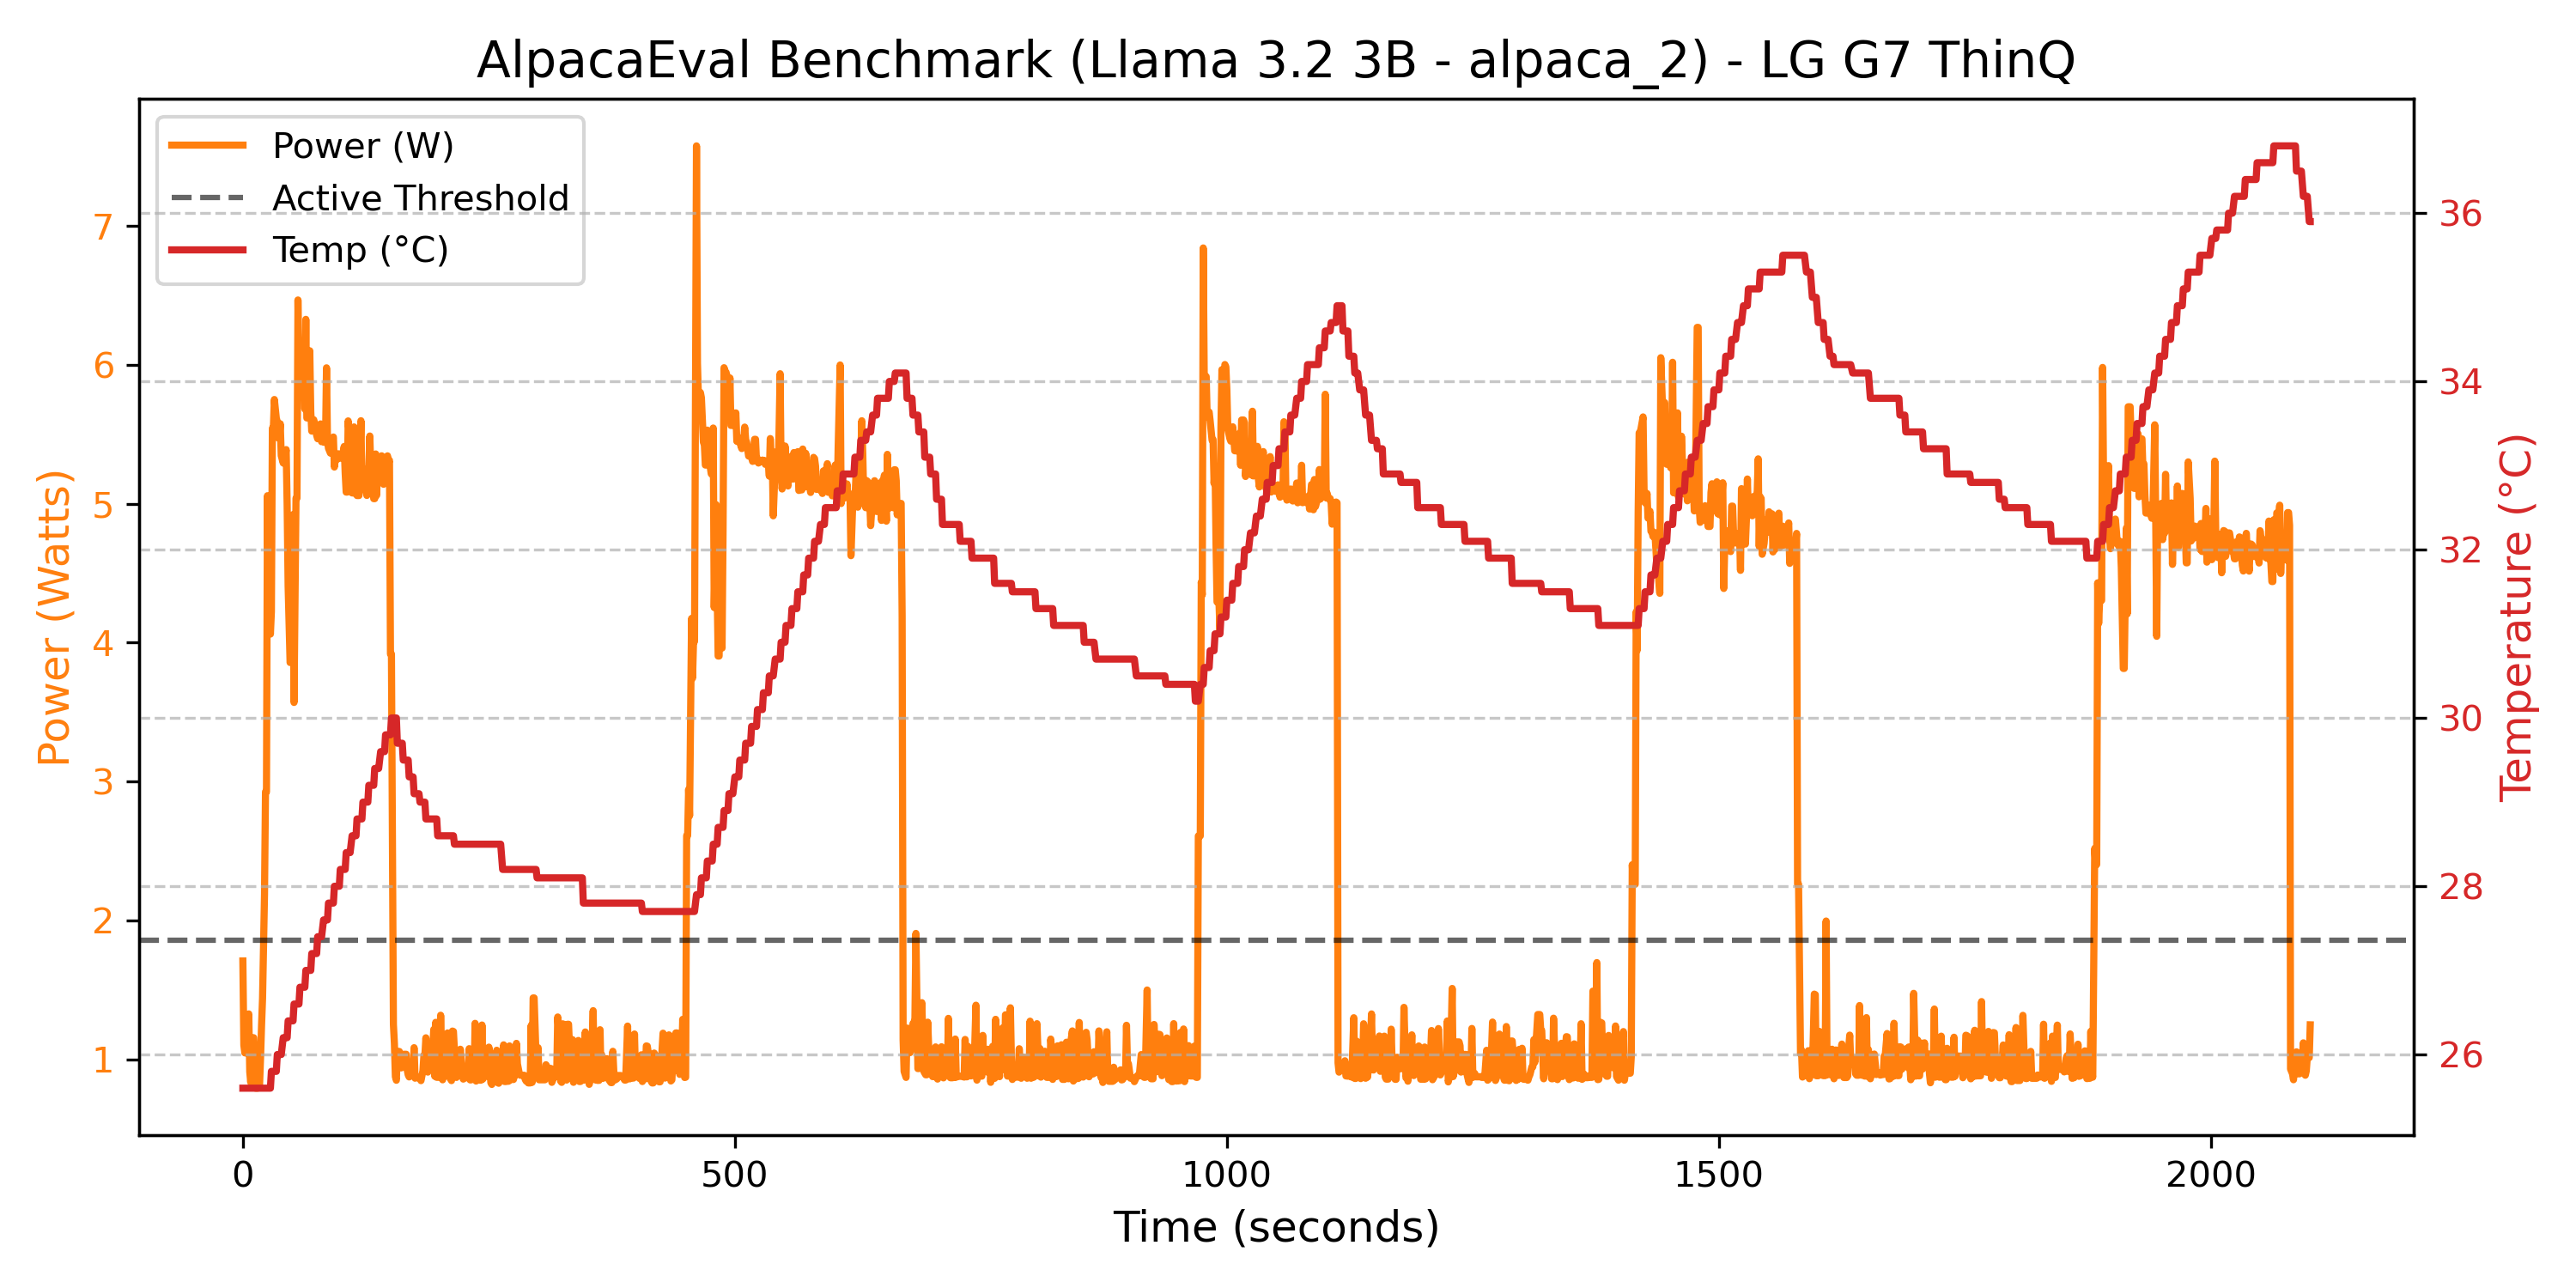 AlpacaEval Benchmark (Llama 3.2 3B - alpaca_2) - LG G7 ThinQ
Power (W)
Active Threshold
Temp (°C)
7
6
5
4
3
2
1
Power (Watts)
36
34
32
30
28
26
Temperature (°C)
0 500 1000 1500 2000
Time (seconds)